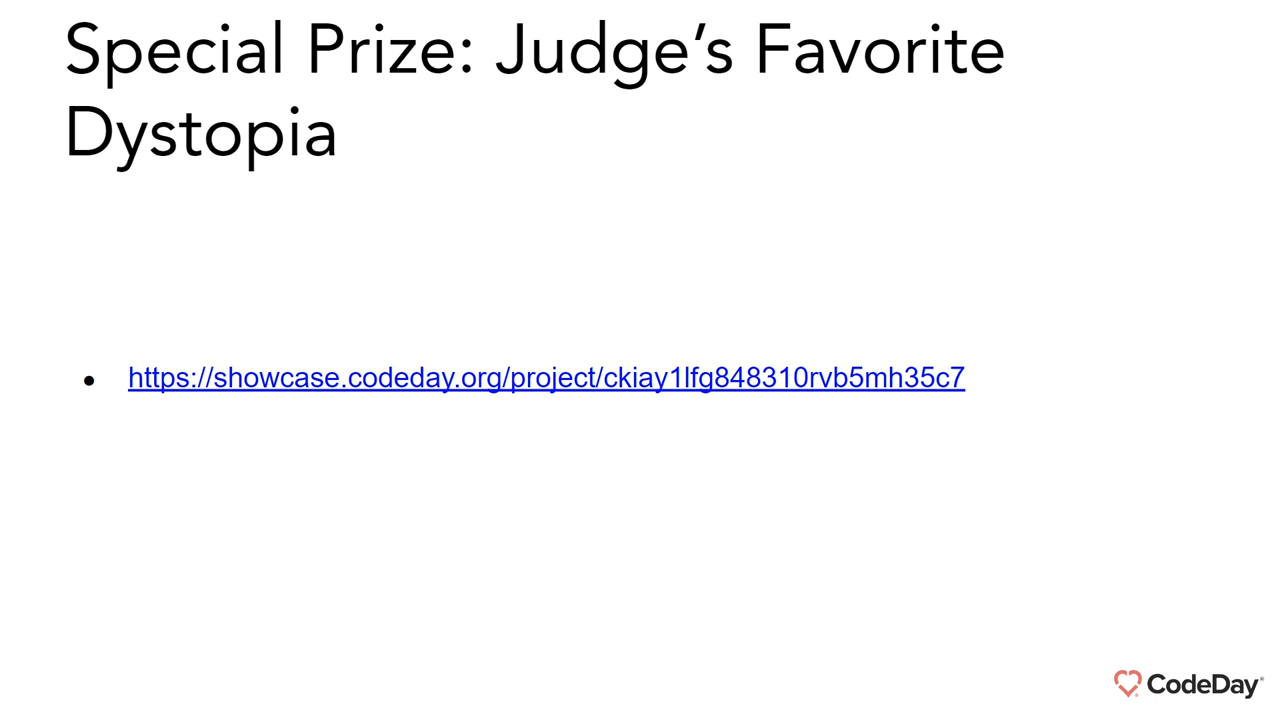 Special Prize: Judge’s Favorite
Dystopia
• https://showcase.codeday.org/project/ckiay1lfg848310rvb5mh35c7
CodeDay®